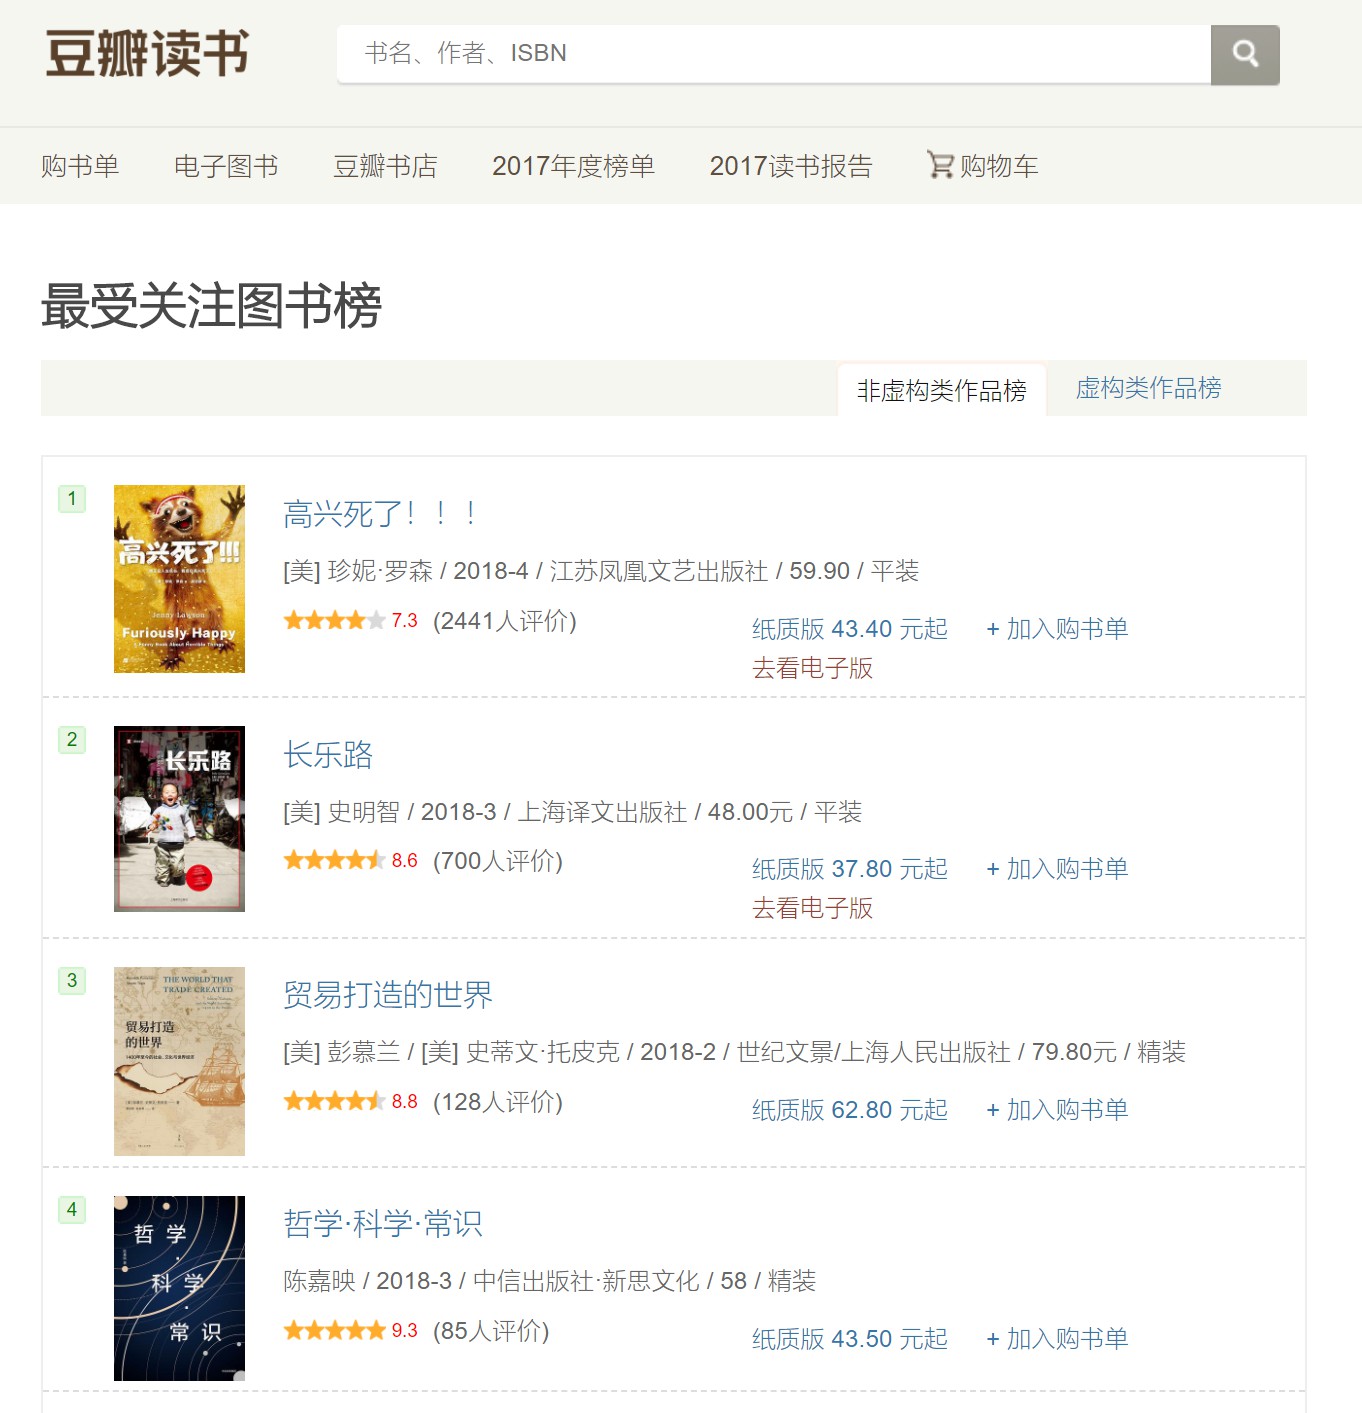 豆瓣读书
书名、作者、ISBN
购书单 电子图书 豆瓣书店 2017年度榜单 2017读书报告 购物车
最受关注图书榜
非虚构类作品榜 虚构类作品榜
1
高兴死了!!!
Jenny Lawson
Furiously Happy
A Funny Book About Horrible Things
高兴死了！！！
[美] 珍妮·罗森 / 2018-4 / 江苏凤凰文艺出版社 / 59.90 / 平装
7.3 (2441人评价)
纸质版 43.40 元起 + 加入购书单
去看电子版
2
长乐路
长乐路
[美] 史明智 / 2018-3 / 上海译文出版社 / 48.00元 / 平装
8.6 (700人评价)
纸质版 37.80 元起 + 加入购书单
去看电子版
3
THE WORLD THAT
TRADE CREATED
贸易打造
的世界
贸易打造的世界
[美] 彭慕兰 / [美] 史蒂文·托皮克 / 2018-2 / 世纪文景/上海人民出版社 / 79.80元 / 精装
8.8 (128人评价)
纸质版 62.80 元起 + 加入购书单
4
哲学·
科学·
常识
哲学·科学·常识
陈嘉映 / 2018-3 / 中信出版社·新思文化 / 58 / 精装
9.3 (85人评价)
纸质版 43.50 元起 + 加入购书单